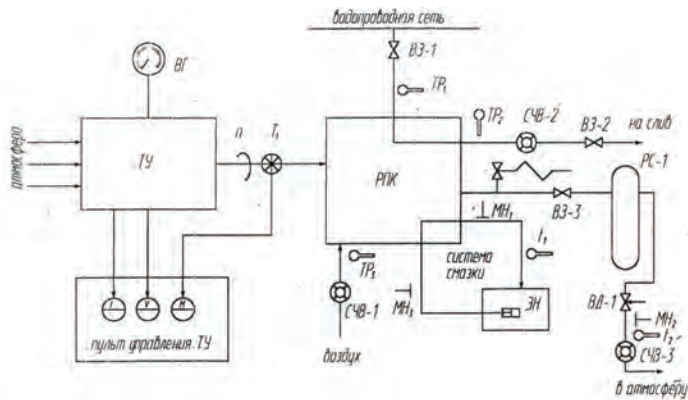 водопроводная сеть
ВЗ-1
ВГ
ТР₁
ТР₂
СЧВ-2
ВЗ-2
на слив
атмосфера
ТУ
n
Т₁
РПК
РС-1
МН₁
ВЗ-3
t₁
система
смазки
ТР₃
СЧВ-1
МН₃
ЗН
воздух
I
V
М
пульт управления ТУ
ВД-1
МН₂
t₂
СЧВ-3
в атмосферу